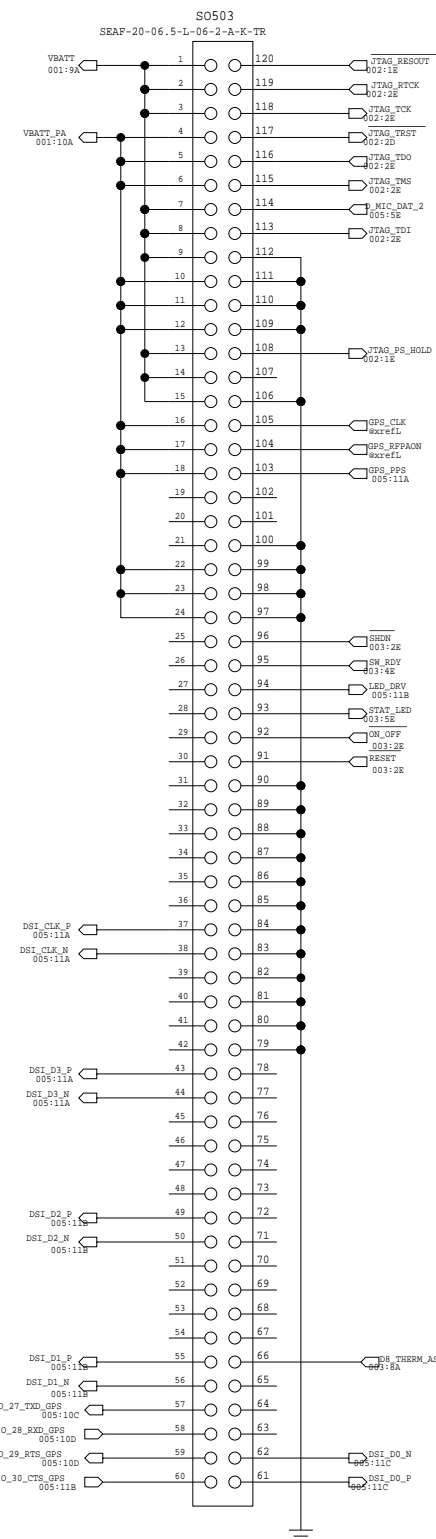 SO503
SEAF-20-06.5-L-06-2-A-K-TR
VBATT
001:9A
1
120
JTAG_RESOUT
002:1E
2
119
JTAG_RTCK
002:2E
3
118
JTAG_TCK
002:2E
VBATT_PA
001:10A
4
117
JTAG_TRST
002:2D
5
116
JTAG_TDO
002:2E
6
115
JTAG_TMS
002:2E
7
114
D_MIC_DAT_2
005:5E
8
113
JTAG_TDI
002:2E
9
112
10
111
11
110
12
109
13
108
JTAG_PS_HOLD
002:1E
14
107
15
106
16
105
GPS_CLK
@xrefL
17
104
GPS_RFPAON
@xrefL
18
103
GPS_PPS
005:11A
19
102
20
101
21
100
22
99
23
98
24
97
25
96
SHDN
003:2E
26
95
SW_RDY
003:4E
27
94
LED_DRV
005:11B
28
93
STAT_LED
003:5E
29
92
ON_OFF
003:2E
30
91
RESET
003:2E
31
90
32
89
33
88
34
87
35
86
36
85
DSI_CLK_P
005:11A
37
84
DSI_CLK_N
005:11A
38
83
39
82
40
81
41
80
42
79
DSI_D3_P
005:11A
43
78
DSI_D3_N
005:11A
44
77
45
76
46
75
47
74
48
73
DSI_D2_P
005:11B
49
72
DSI_D2_N
005:11B
50
71
51
70
52
69
53
68
54
67
DSI_D1_P
005:11B
55
66
D8_THERM_AS
003:8A
DSI_D1_N
005:11B
56
65
O_27_TXD_GPS
005:10C
57
64
IO_28_RXD_GPS
005:10D
58
63
O_29_RTS_GPS
005:10D
59
62
DSI_D0_N
005:11C
IO_30_CTS_GPS
005:11B
60
61
DSI_D0_P
005:11C